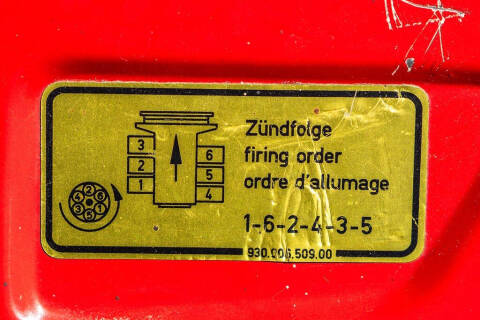 Zündfolge
firing order
ordre d'allumage
1-6-2-4-3-5
930.006.509.00
3
2
1
6
5
4